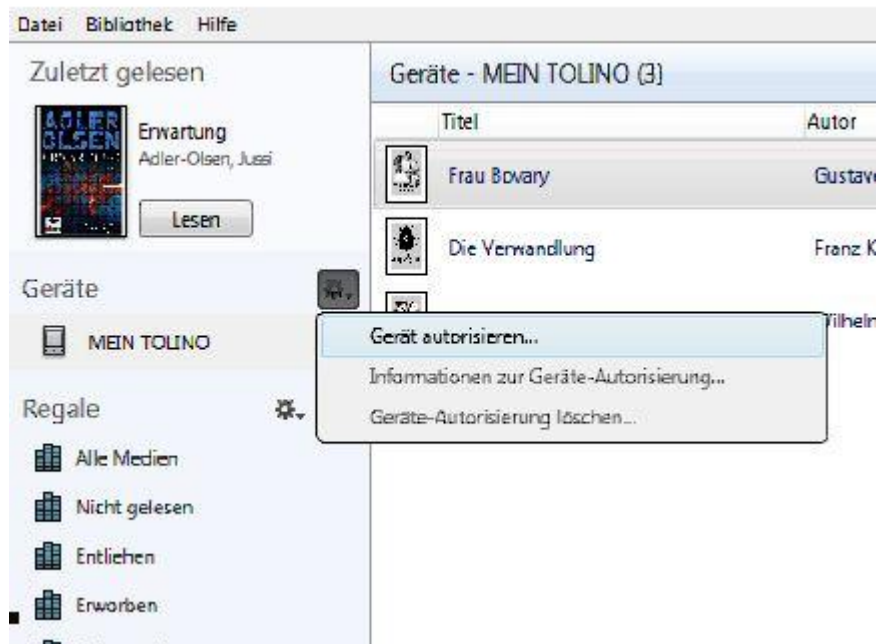 Datei Bibliothek Hilfe
Zuletzt gelesen
ADLER
OLSEN
Erwartung
Adler-Olsen, Jussi
Lesen
Geräte
MEIN TOLINO
Regale
Alle Medien
Nicht gelesen
Entliehen
Erworben
Geräte - MEIN TOLINO (3)
Titel Autor
Frau Bovary Gustave
Die Verwandlung Franz K
Gerät autorisieren...
Informationen zur Geräte-Autorisierung...
Geräte-Autorisierung löschen...